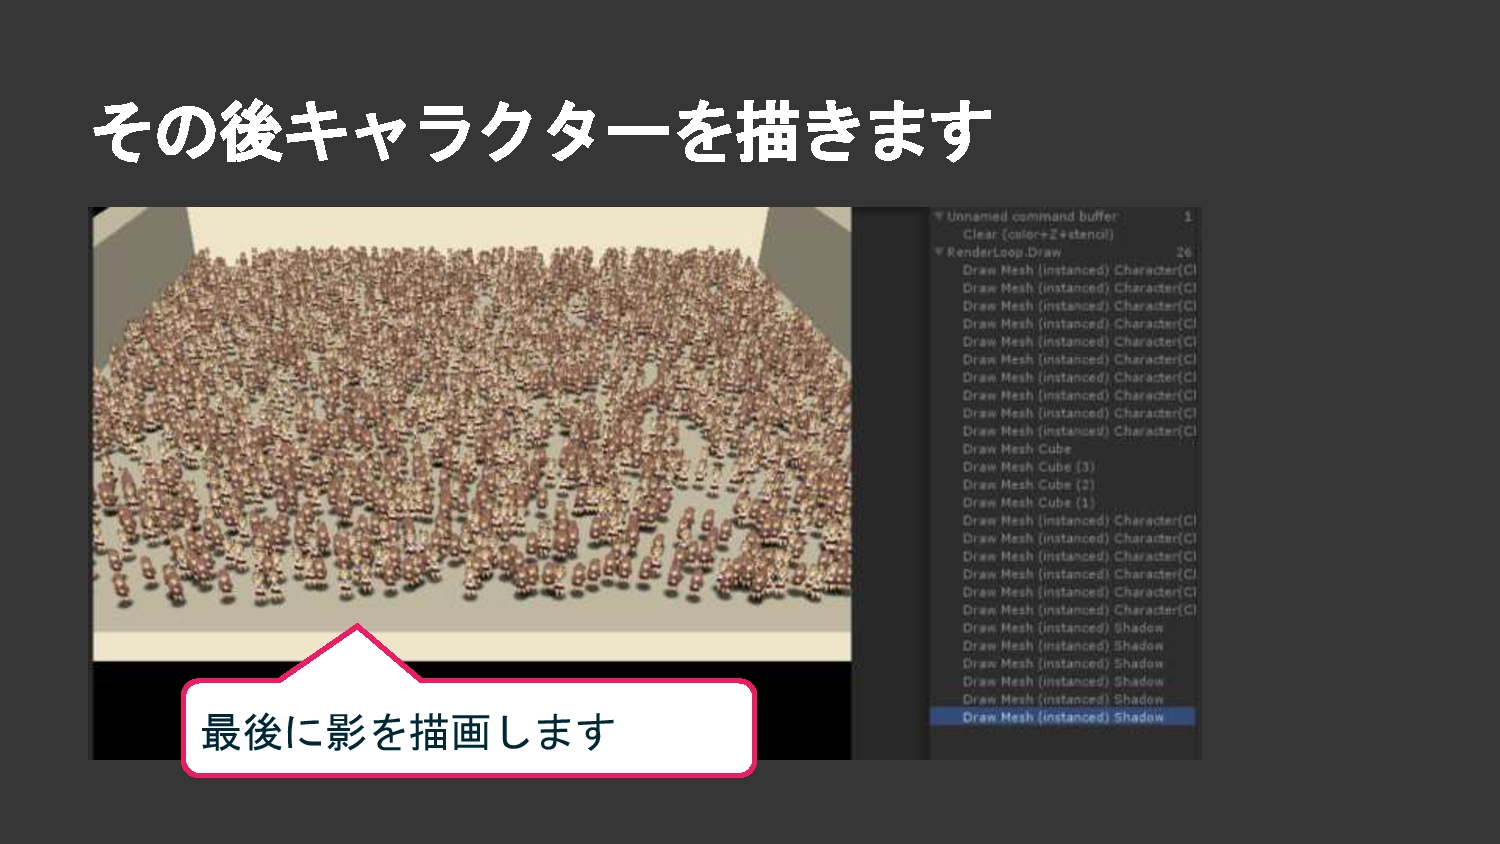 その後キャラクターを描きます
Unnamed command buffer 1
Clear (color+Z+stencil)
RenderLoop.Draw 26
Draw Mesh (instanced) Character(Cl
Draw Mesh (instanced) Character(Cl
Draw Mesh (instanced) Character(Cl
Draw Mesh (instanced) Character(Cl
Draw Mesh (instanced) Character(Cl
Draw Mesh (instanced) Character(Cl
Draw Mesh (instanced) Character(Cl
Draw Mesh (instanced) Character(Cl
Draw Mesh (instanced) Character(Cl
Draw Mesh (instanced) Character(Cl
Draw Mesh Cube
Draw Mesh Cube (3)
Draw Mesh Cube (2)
Draw Mesh Cube (1)
Draw Mesh (instanced) Character(Cl
Draw Mesh (instanced) Character(Cl
Draw Mesh (instanced) Character(Cl
Draw Mesh (instanced) Character(Cl
Draw Mesh (instanced) Character(Cl
Draw Mesh (instanced) Character(Cl
Draw Mesh (instanced) Shadow
Draw Mesh (instanced) Shadow
Draw Mesh (instanced) Shadow
Draw Mesh (instanced) Shadow
Draw Mesh (instanced) Shadow
Draw Mesh (instanced) Shadow
最後に影を描画します